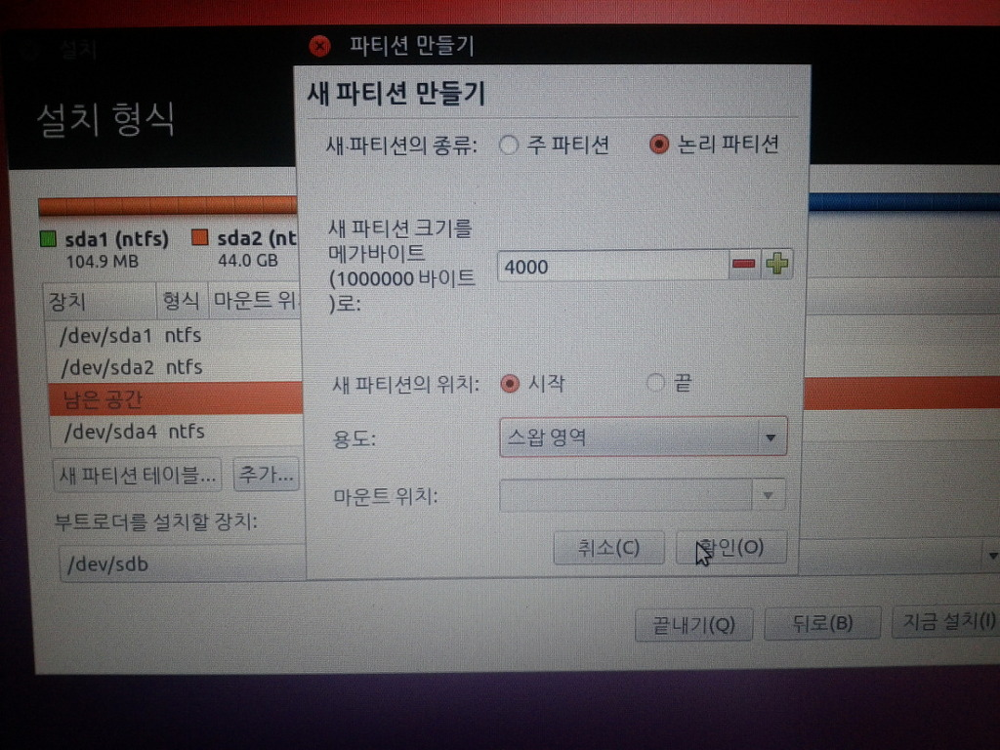 설치
파티션 만들기
설치 형식
새 파티션 만들기
새 파티션의 종류: 주 파티션 논리 파티션
sda1 (ntfs) sda2 (nt
104.9 MB 44.0 GB
새 파티션 크기를
메가바이트
(1000000 바이트
)로:
4000
장치 형식 마운트 위
/dev/sda1 ntfs
/dev/sda2 ntfs
남은 공간
/dev/sda4 ntfs
새 파티션의 위치: 시작 끝
용도: 스왑 영역
마운트 위치:
새 파티션 테이블... 추가...
부트로더를 설치할 장치:
/dev/sdb
취소(C) 확인(O)
끝내기(Q) 뒤로(B) 지금 설치(I)